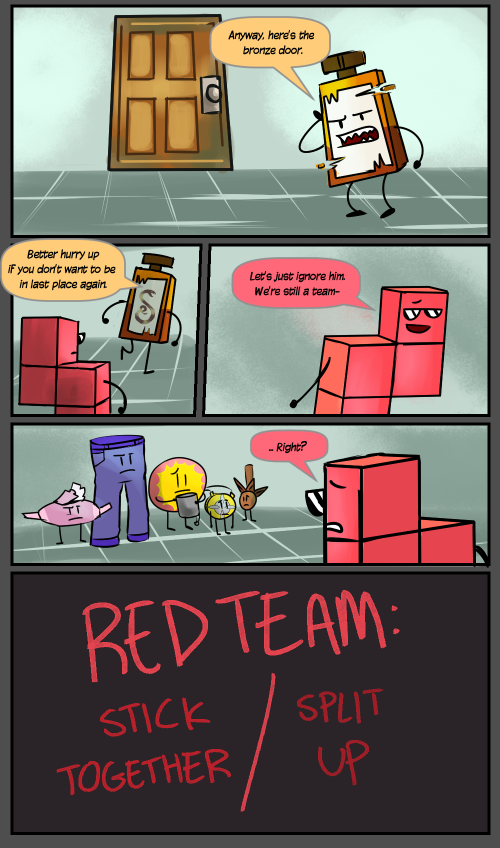 Anyway, here's the
bronze door.
Better hurry up
if you don't want to be
in last place again.
Let's just ignore him.
We're still a team-
.. Right?
RED TEAM:
STICK
TOGETHER
/
SPLIT
UP